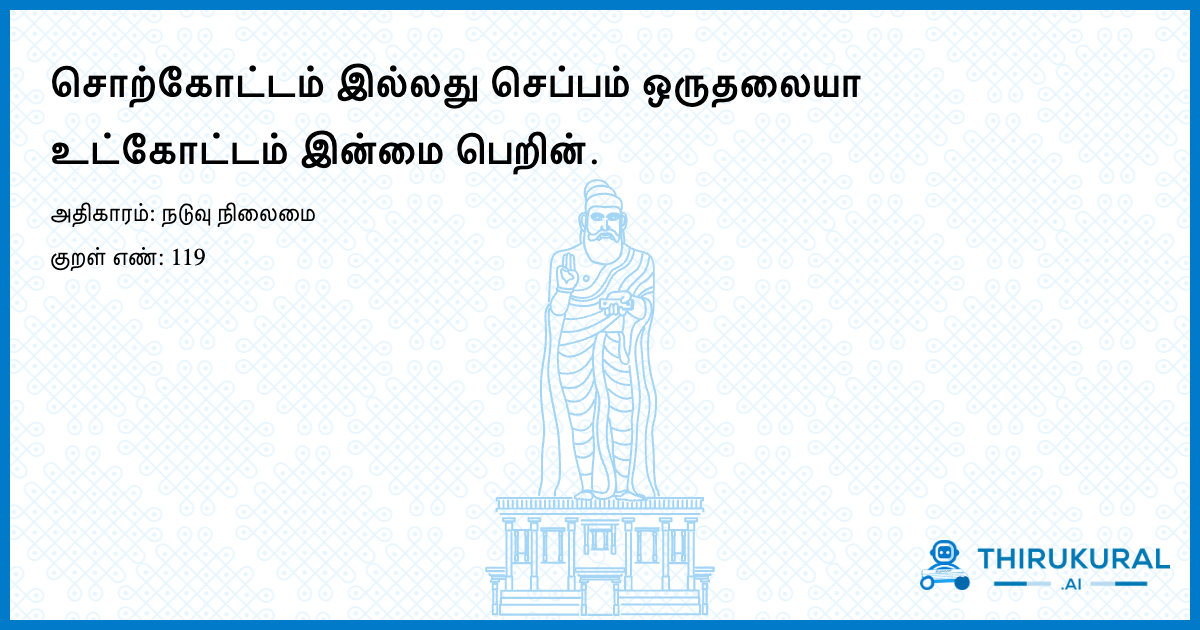 சொற்கோட்டம் இல்லது செப்பம் ஒருதலையா
உட்கோட்டம் இன்மை பெறின்.
அதிகாரம்: நடுவு நிலைமை
குறள் எண்: 119
THIRUKURAL
.AI